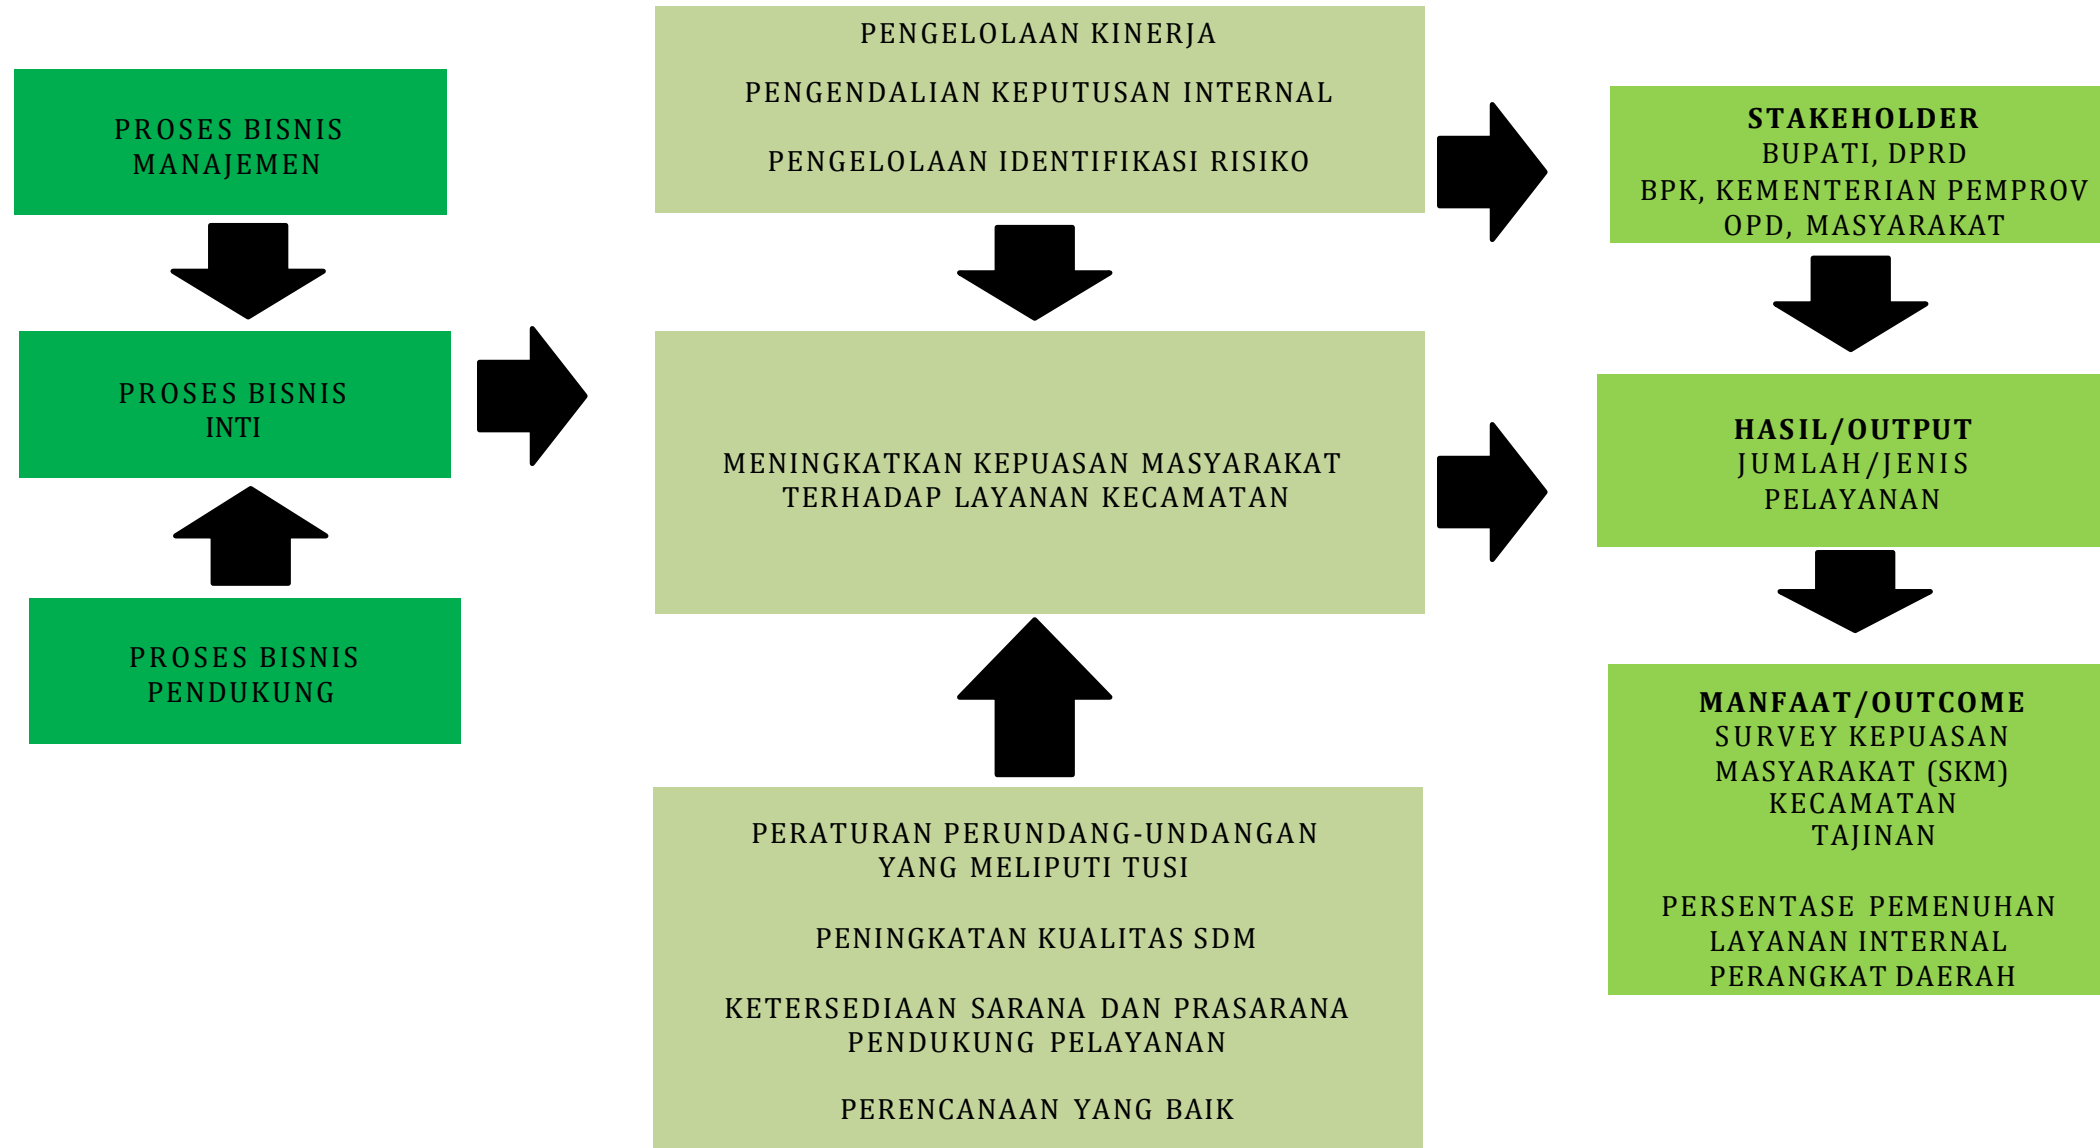 PROSES BISNIS
MANAJEMEN
PROSES BISNIS
INTI
PROSES BISNIS
PENDUKUNG
PENGELOLAAN KINERJA
PENGENDALIAN KEPUTUSAN INTERNAL
PENGELOLAAN IDENTIFIKASI RISIKO
MENINGKATKAN KEPUASAN MASYARAKAT
TERHADAP LAYANAN KECAMATAN
PERATURAN PERUNDANG-UNDANGAN
YANG MELIPUTI TUSI
PENINGKATAN KUALITAS SDM
KETERSEDIAAN SARANA DAN PRASARANA
PENDUKUNG PELAYANAN
PERENCANAAN YANG BAIK
STAKEHOLDER
BUPATI, DPRD
BPK, KEMENTERIAN PEMPROV
OPD, MASYARAKAT
HASIL/OUTPUT
JUMLAH/JENIS
PELAYANAN
MANFAAT/OUTCOME
SURVEY KEPUASAN
MASYARAKAT (SKM)
KECAMATAN
TAJINAN
PERSENTASE PEMENUHAN
LAYANAN INTERNAL
PERANGKAT DAERAH